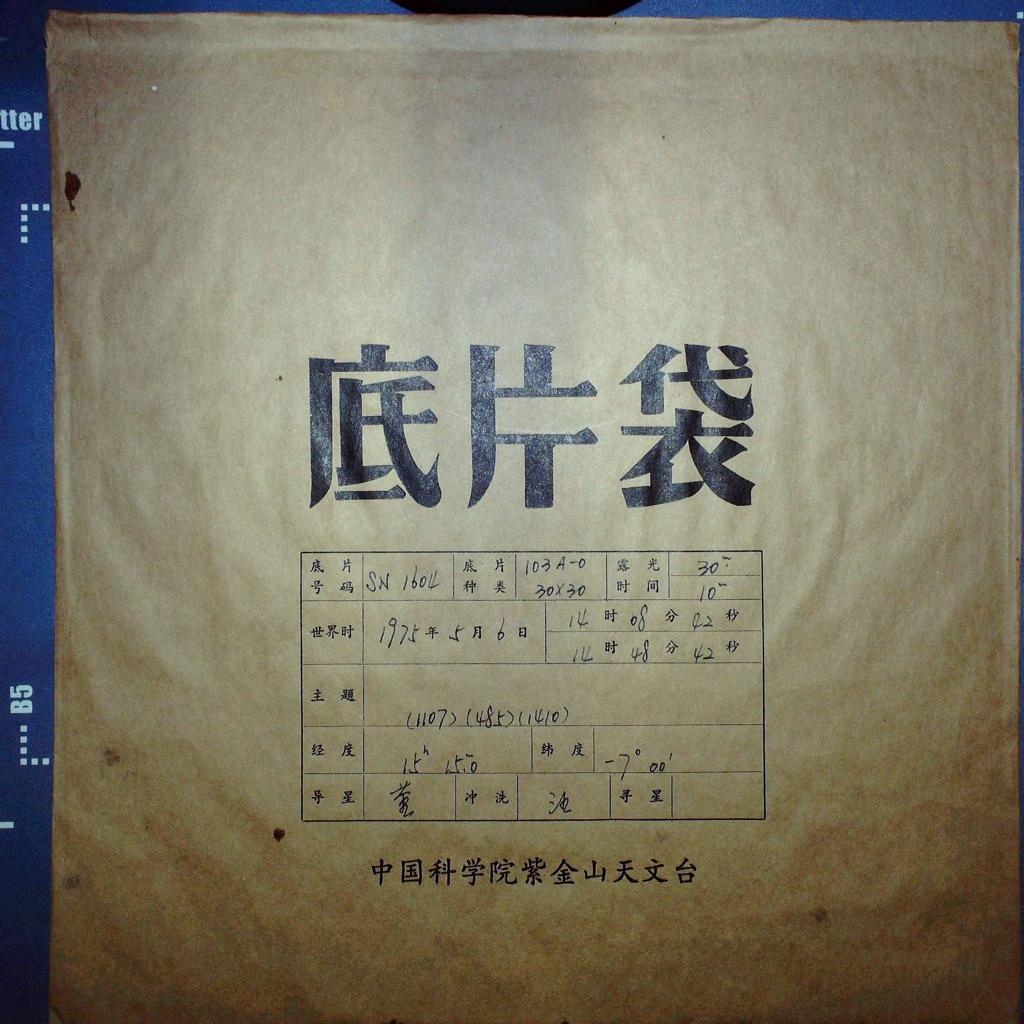 tter
B5
底片袋
底片号码 SN 1604 底片种类 103A-0 30×30 露光时间 30ᵐ 10ᵐ
世界时 1975年 5月 6日 14时 08分 42秒
14时 48分 42秒
主题 (1107) (485) (1410)
经度 15ʰ 15ᵐ.0 纬度 -7° 00′
导星 董 冲洗 寻星
中国科学院紫金山天文台